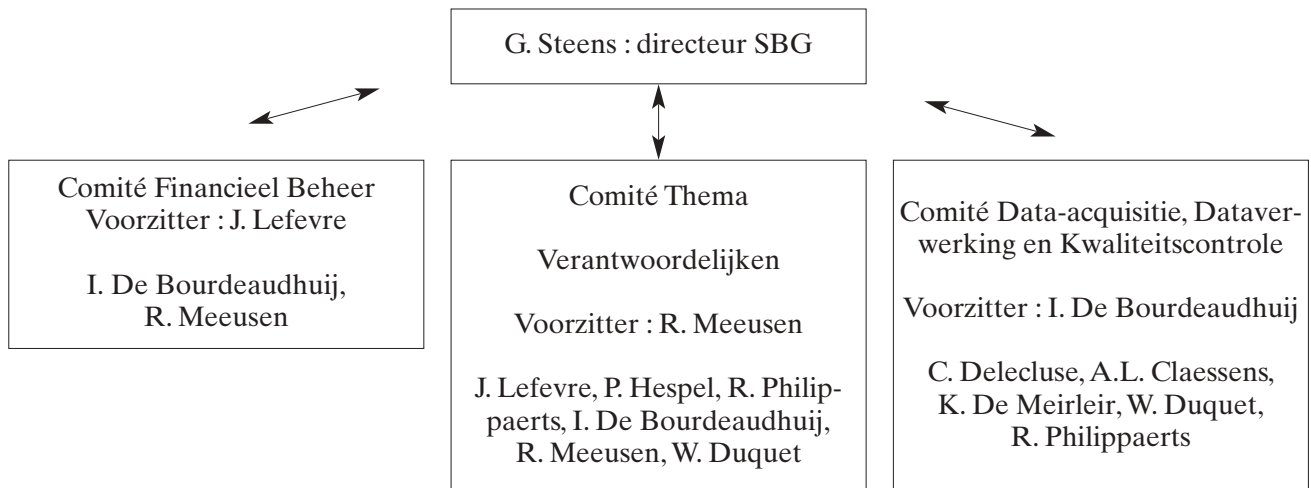 G. Steens : directeur SBG
Comité Financieel Beheer
Voorzitter : J. Lefevre
I. De Bourdeaudhuij,
R. Meeusen
Comité Thema
Verantwoordelijken
Voorzitter : R. Meeusen
J. Lefevre, P. Hespel, R. Philip-
paerts, I. De Bourdeaudhuij,
R. Meeusen, W. Duquet
Comité Data-acquisitie, Dataver-
werking en Kwaliteitscontrole
Voorzitter : I. De Bourdeaudhuij
C. Delecluse, A.L. Claessens,
K. De Meirleir, W. Duquet,
R. Philippaerts